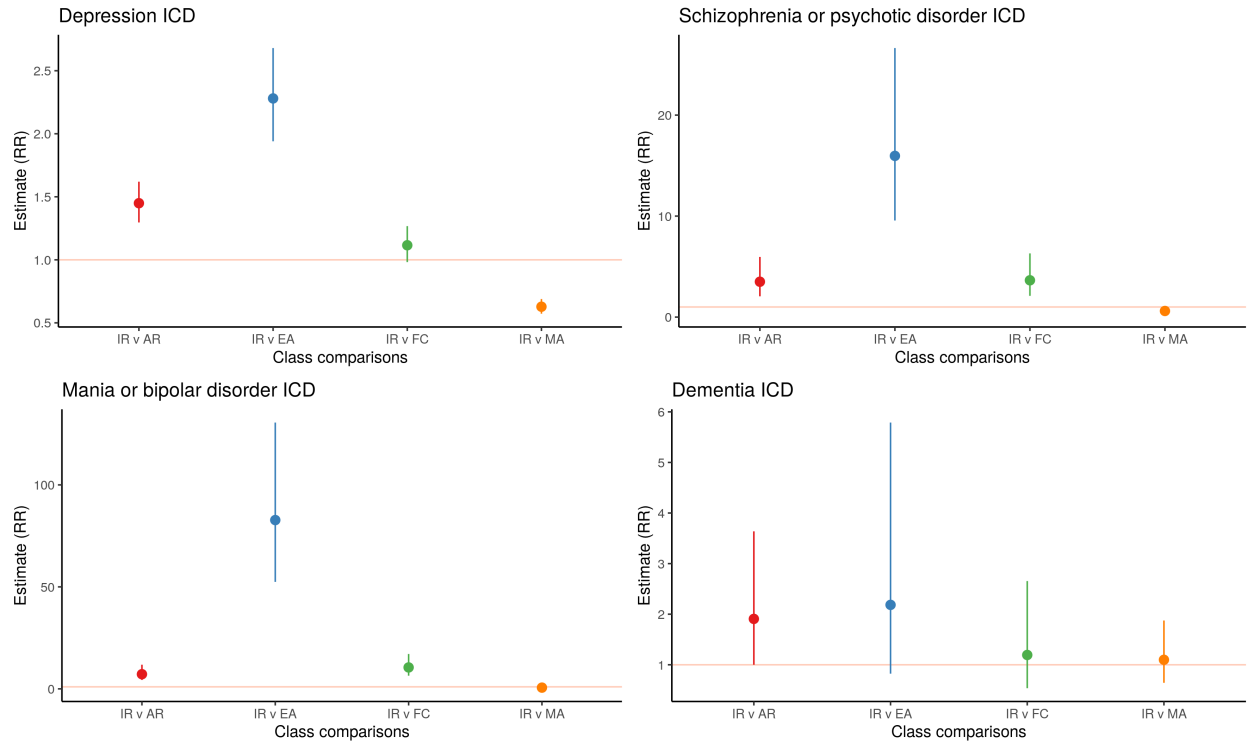 Depression ICD
Estimate (RR)
2.5
2.0
1.5
1.0
0.5
IR v AR IR v EA IR v FC IR v MA
Class comparisons
Schizophrenia or psychotic disorder ICD
Estimate (RR)
20
10
0
IR v AR IR v EA IR v FC IR v MA
Class comparisons
Mania or bipolar disorder ICD
Estimate (RR)
100
50
0
IR v AR IR v EA IR v FC IR v MA
Class comparisons
Dementia ICD
Estimate (RR)
6
5
4
3
2
1
IR v AR IR v EA IR v FC IR v MA
Class comparisons